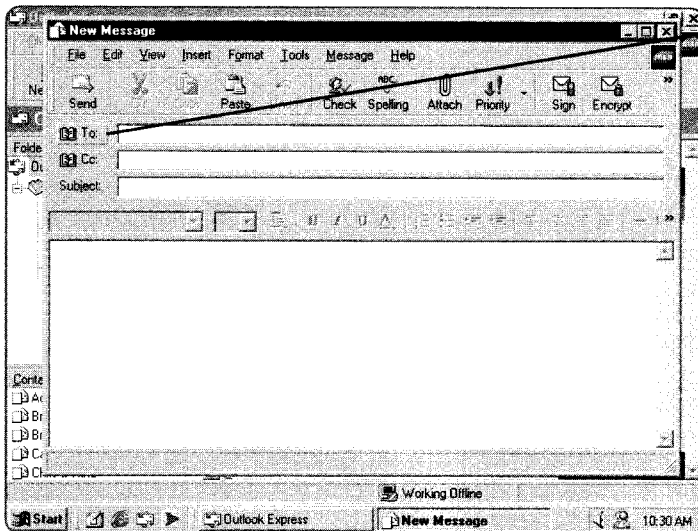 New Message
File Edit View Insert Format Tools Message Help
Send Paste Check Spelling Attach Priority Sign Encrypt
To:
Cc:
Subject:
Working Offline
Start Outlook Express New Message 10:30 AM